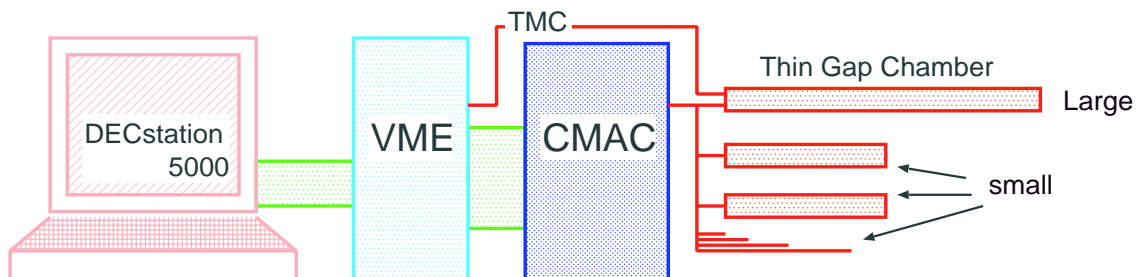 TMC
Thin Gap Chamber
Large
DECstation
5000
VME
CMAC
small